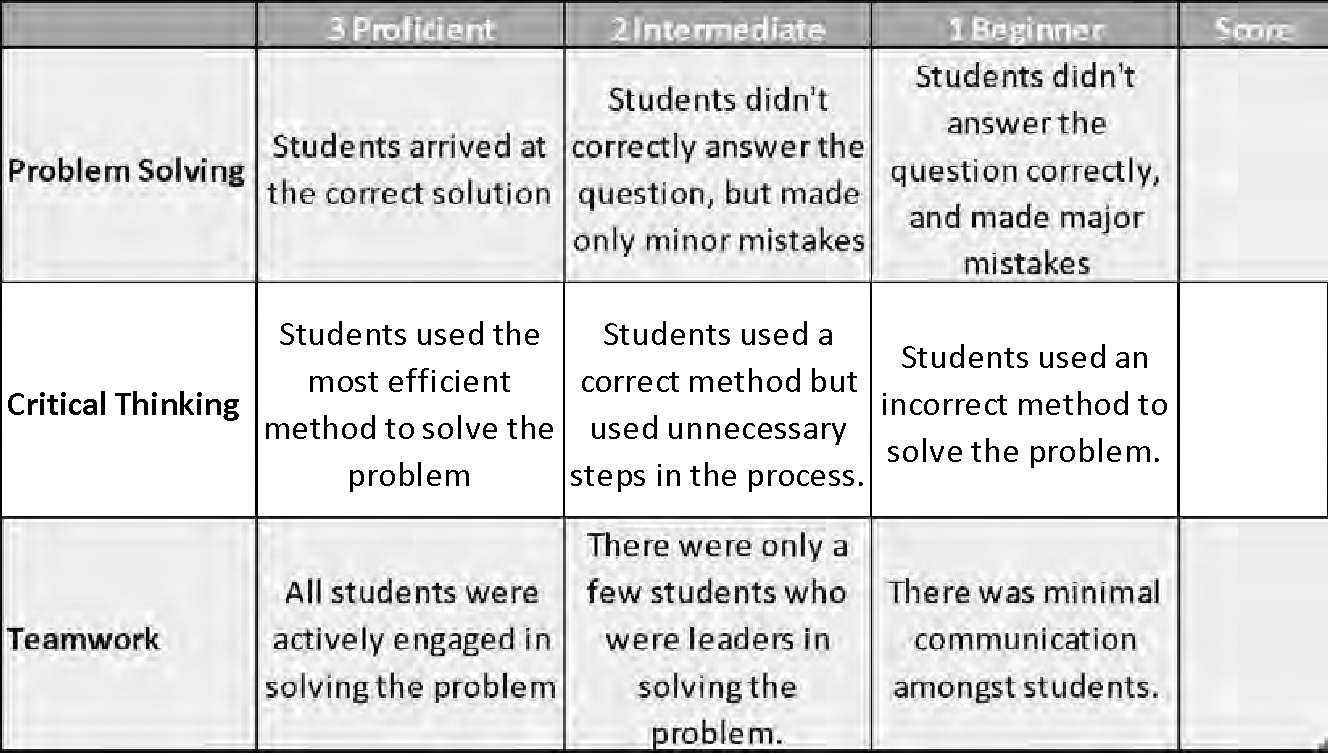 3 Proficient 2 Intermediate 1 Beginner Score
Problem Solving
Students arrived at
the correct solution
Students didn't
correctly answer the
question, but made
only minor mistakes
Students didn't
answer the
question correctly,
and made major
mistakes
Critical Thinking
Students used the
most efficient
method to solve the
problem
Students used a
correct method but
used unnecessary
steps in the process.
Students used an
incorrect method to
solve the problem.
Teamwork
All students were
actively engaged in
solving the problem
There were only a
few students who
were leaders in
solving the
problem.
There was minimal
communication
amongst students.